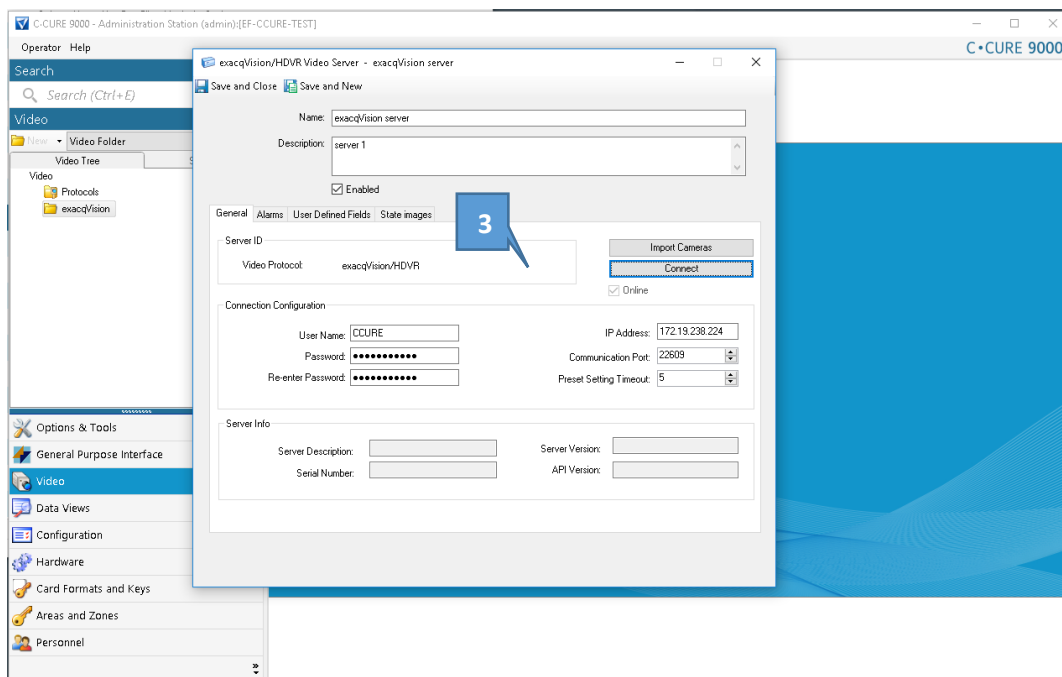 C-CURE 9000 - Administration Station (admin):[EF-CCURE-TEST]
Operator Help
C•CURE 9000
Search
Search (Ctrl+E)
Video
New Video Folder
Video Tree S
Video
Protocols
exacqVision
Options & Tools
General Purpose Interface
Video
Data Views
Configuration
Hardware
Card Formats and Keys
Areas and Zones
Personnel
exacqVision/HDVR Video Server - exacqVision server
Save and Close Save and New
Name: exacqVision server
Description: server 1
Enabled
General Alarms User Defined Fields State images
3
Server ID
Video Protocol: exacqVision/HDVR
Import Cameras
Connect
Online
Connection Configuration
User Name: CCURE
IP Address: 172.19.238.224
Password: ●●●●●●●●●●●
Communication Port: 22609
Re-enter Password: ●●●●●●●●●●●
Preset Setting Timeout: 5
Server Info
Server Description:
Server Version:
Serial Number:
API Version: